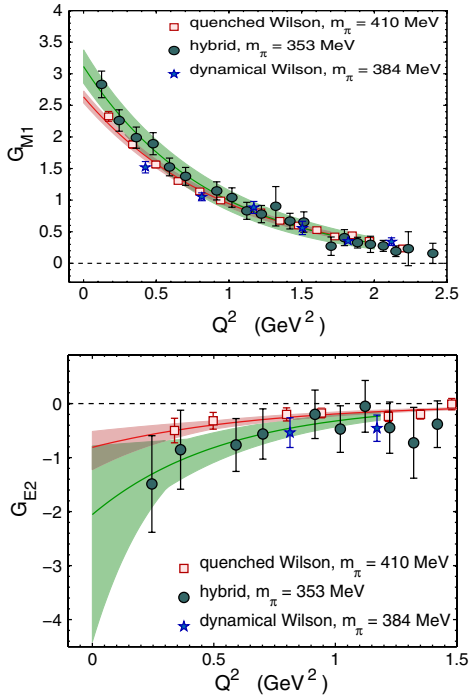 4
3.5
3
2.5
2
1.5
1
0.5
0
G_M1
quenched Wilson, m_π = 410 MeV
hybrid, m_π = 353 MeV
dynamical Wilson, m_π = 384 MeV
0 0.5 1 1.5 2 2.5
Q² (GeV²)
0
−1
−2
−3
−4
G_E2
quenched Wilson, m_π = 410 MeV
hybrid, m_π = 353 MeV
dynamical Wilson, m_π = 384 MeV
0 0.5 1 1.5
Q² (GeV²)